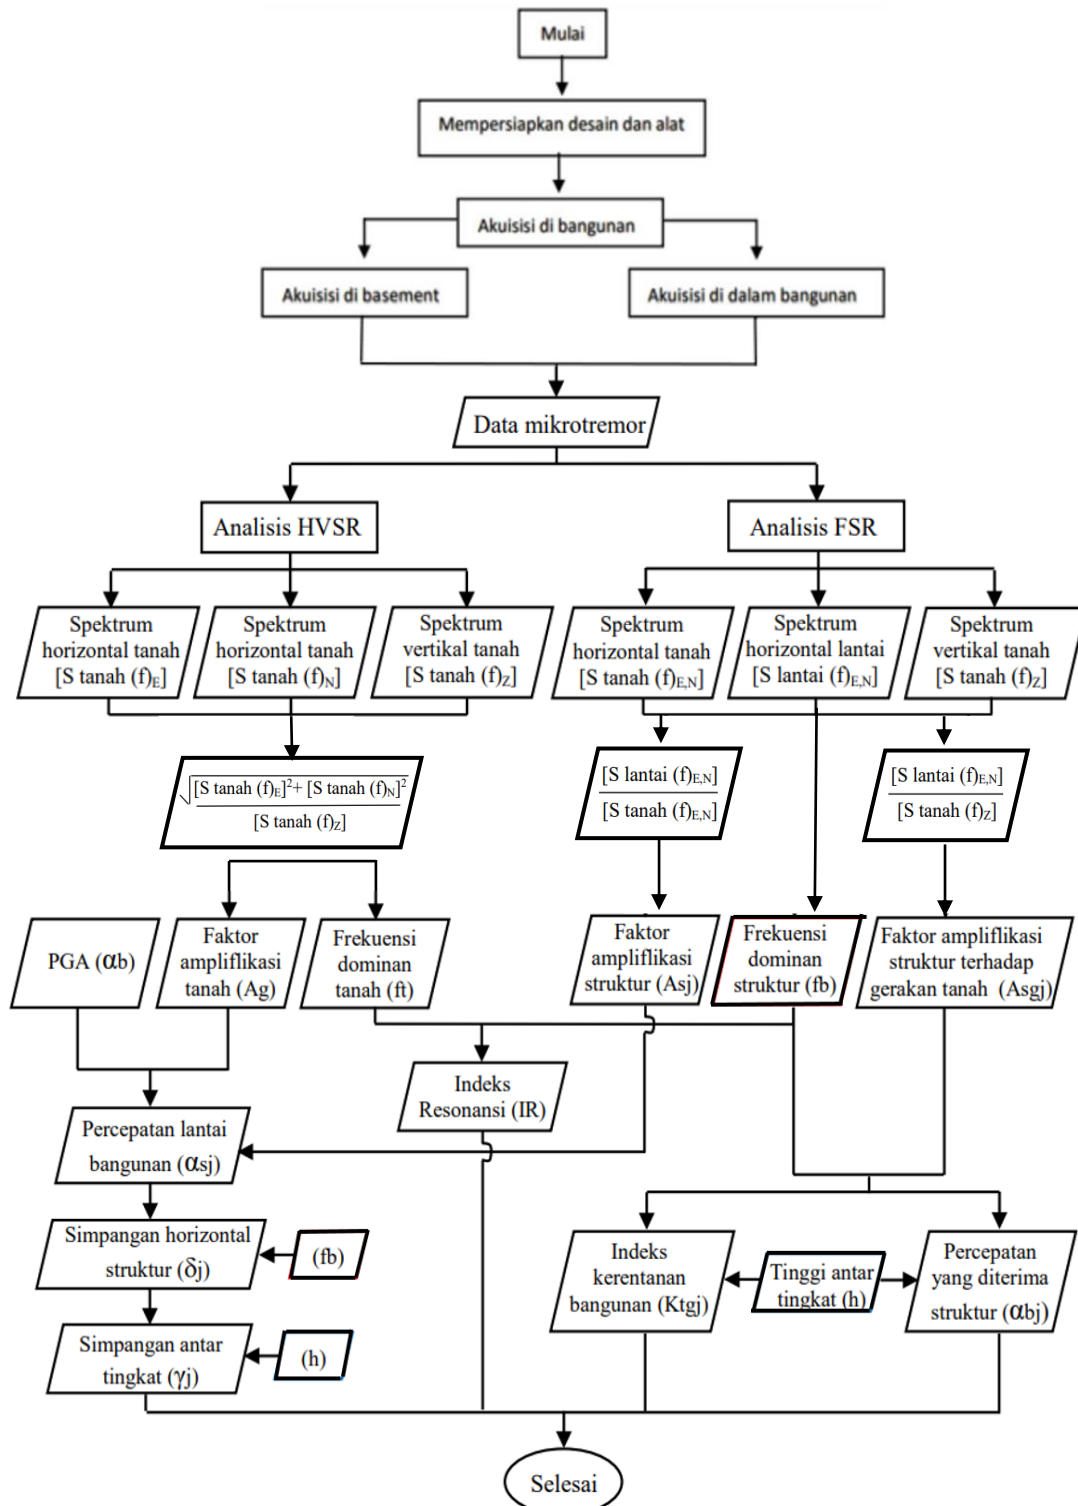 Mulai
Mempersiapkan desain dan alat
Akuisisi di bangunan
Akuisisi di basement
Akuisisi di dalam bangunan
Data mikrotremor
Analisis HVSR
Analisis FSR
Spektrum
horizontal tanah
[S tanah (f)E]
Spektrum
horizontal tanah
[S tanah (f)N]
Spektrum
vertikal tanah
[S tanah (f)Z]
Spektrum
horizontal tanah
[S tanah (f)E,N]
Spektrum
horizontal lantai
[S lantai (f)E,N]
Spektrum
vertikal tanah
[S tanah (f)Z]
√[S tanah (f)E]²+ [S tanah (f)N]²
[S tanah (f)Z]
[S lantai (f)E,N]
[S tanah (f)E,N]
[S lantai (f)E,N]
[S tanah (f)Z]
PGA (αb)
Faktor
ampliflikasi
tanah (Ag)
Frekuensi
dominan
tanah (ft)
Faktor
ampliflikasi
struktur (Asj)
Frekuensi
dominan
struktur (fb)
Faktor ampliflikasi
struktur terhadap
gerakan tanah (Asgj)
Indeks
Resonansi (IR)
Percepatan lantai
bangunan (αsj)
Simpangan horizontal
struktur (δj)
(fb)
Indeks
kerentanan
bangunan (Ktgj)
Tinggi antar
tingkat (h)
Percepatan
yang diterima
struktur (αbj)
Simpangan antar
tingkat (γj)
(h)
Selesai